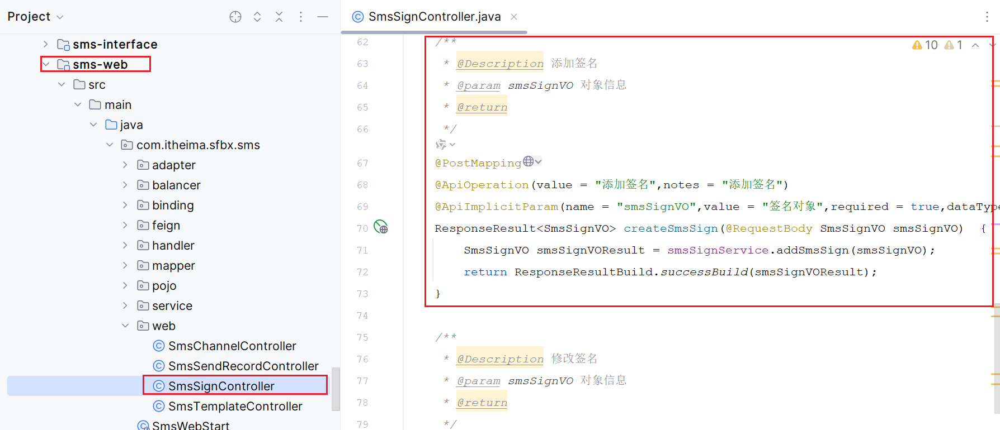 Project
sms-interface
sms-web
src
main
java
com.itheima.sfbx.sms
adapter
balancer
binding
feign
handler
mapper
pojo
service
web
SmsChannelController
SmsSendRecordController
SmsSignController
SmsTemplateController
SmsWebStart
SmsSignController.java
10 1
62 /**
63 * @Description 添加签名
64 * @param smsSignVO 对象信息
65 * @return
66 */
67 @PostMapping
68 @ApiOperation(value = "添加签名",notes = "添加签名")
69 @ApiImplicitParam(name = "smsSignVO",value = "签名对象",required = true,dataType
70 ResponseResult<SmsSignVO> createSmsSign(@RequestBody SmsSignVO smsSignVO) {
71 SmsSignVO smsSignVOResult = smsSignService.addSmsSign(smsSignVO);
72 return ResponseResultBuild.successBuild(smsSignVOResult);
73 }
74
75 /**
76 * @Description 修改签名
77 * @param smsSignVO 对象信息
78 * @return
79 */